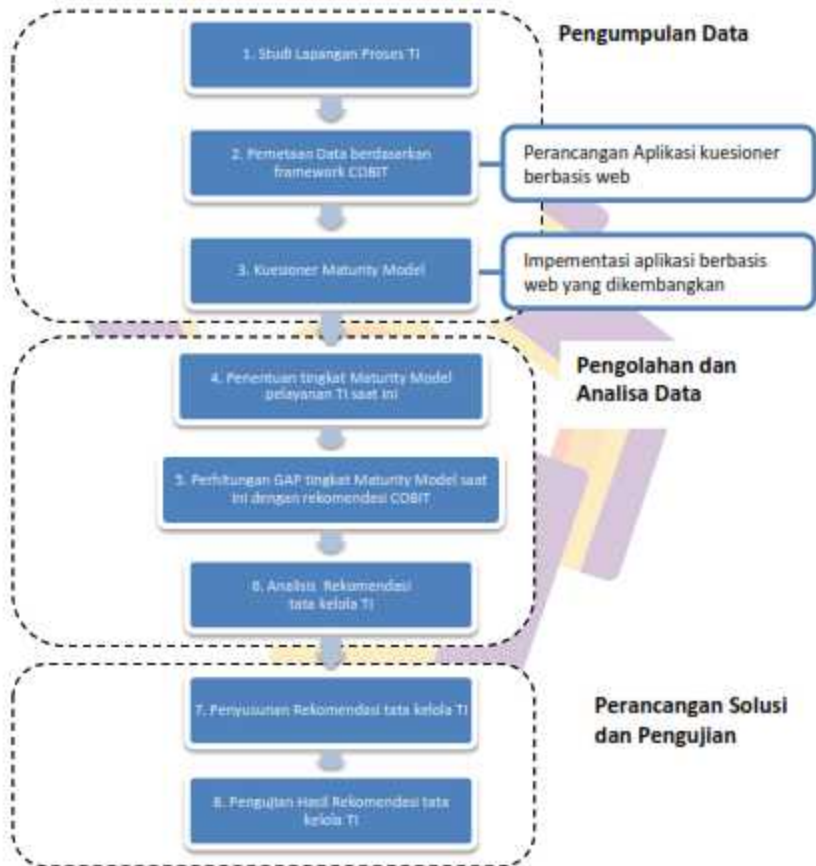 Pengumpulan Data
1. Studi Lapangan Proses TI
2. Pemetaan Data berdasarkan
framework COBIT
Perancangan Aplikasi kuesioner
berbasis web
3. Kuesioner Maturity Model
Impementasi aplikasi berbasis
web yang dikembangkan
Pengolahan dan
Analisa Data
4. Penentuan tingkat Maturity Model
pelayanan TI saat ini
5. Perhitungan GAP tingkat Maturity Model saat
ini dengan rekomendasi COBIT
6. Analisis Rekomendasi
tata kelola TI
Perancangan Solusi
dan Pengujian
7. Penyusunan Rekomendasi tata kelola TI
8. Pengujian Hasil Rekomendasi tata
kelola TI